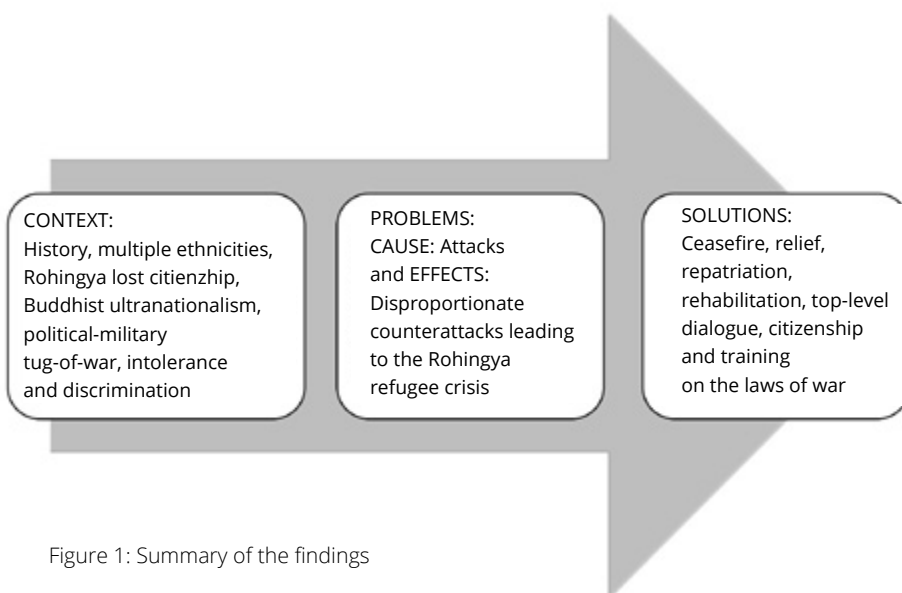 CONTEXT:
History, multiple ethnicities,
Rohingya lost citienzhip,
Buddhist ultranationalism,
political-military
tug-of-war, intolerance
and discrimination
PROBLEMS:
CAUSE: Attacks
and EFFECTS:
Disproportionate
counterattacks leading
to the Rohingya
refugee crisis
SOLUTIONS:
Ceasefire, relief,
repatriation,
rehabilitation, top-level
dialogue, citizenship
and training
on the laws of war
Figure 1: Summary of the findings